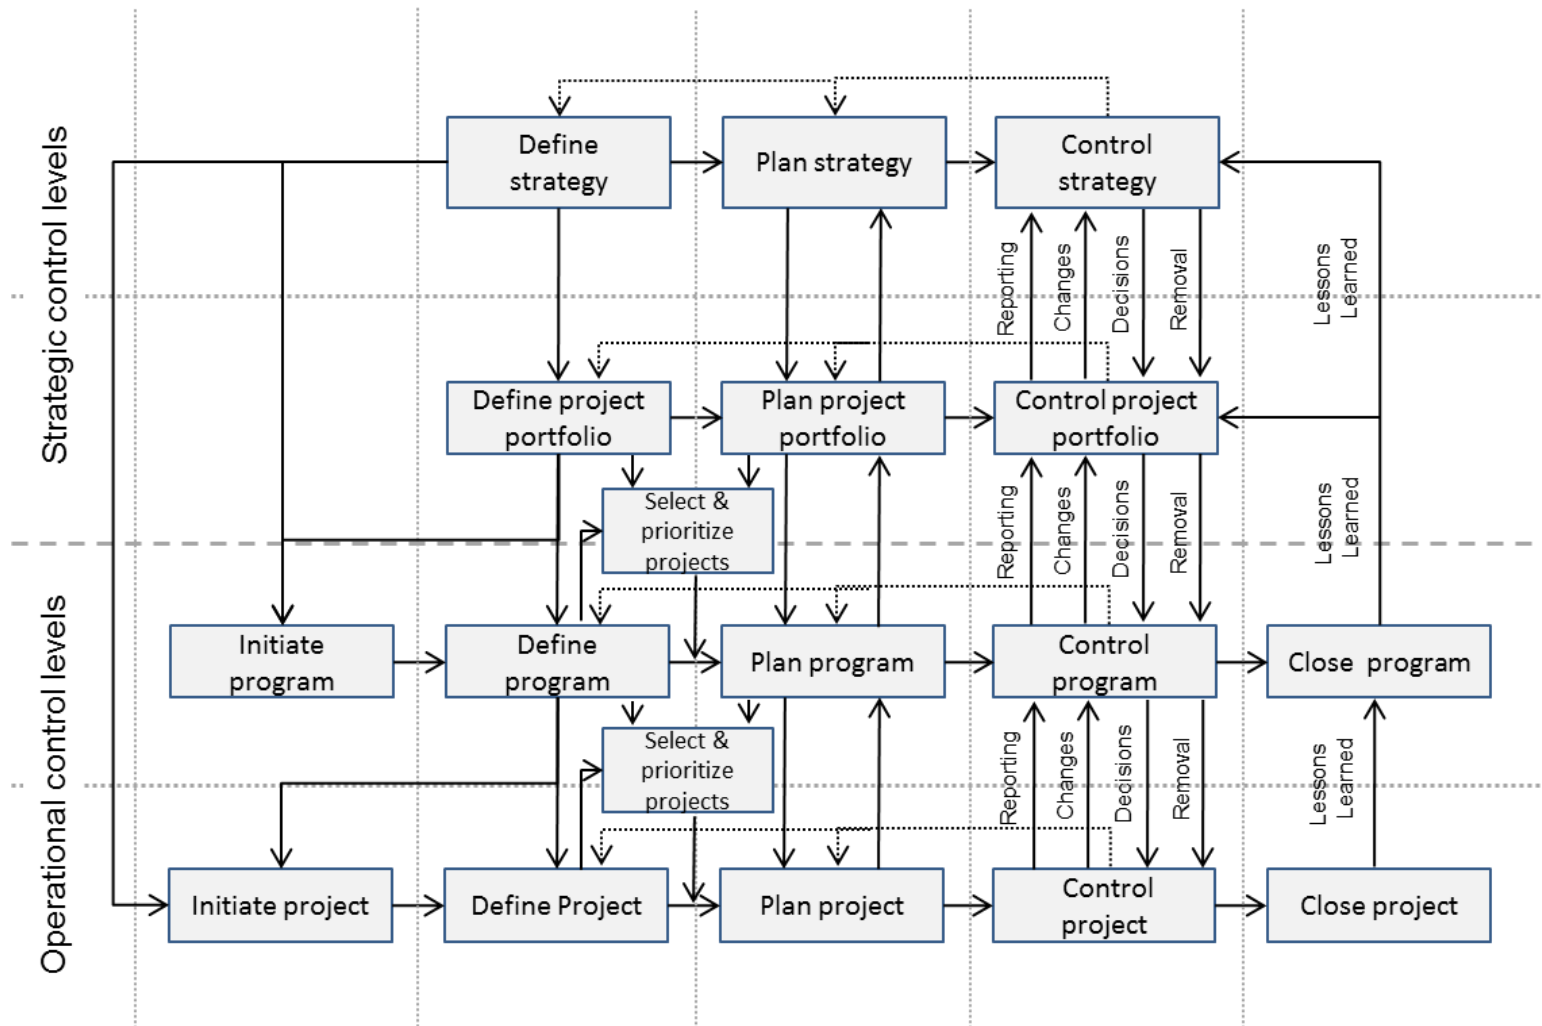 Strategic control levels
Define
strategy
Plan strategy
Control
strategy
Reporting
Changes
Decisions
Removal
Lessons
Learned
Define project
portfolio
Plan project
portfolio
Control project
portfolio
Select &
prioritize
projects
Reporting
Changes
Decisions
Removal
Lessons
Learned
Operational control levels
Initiate
program
Define
program
Plan program
Control
program
Close  program
Select &
prioritize
projects
Reporting
Changes
Decisions
Removal
Lessons
Learned
Initiate project
Define Project
Plan project
Control
project
Close project